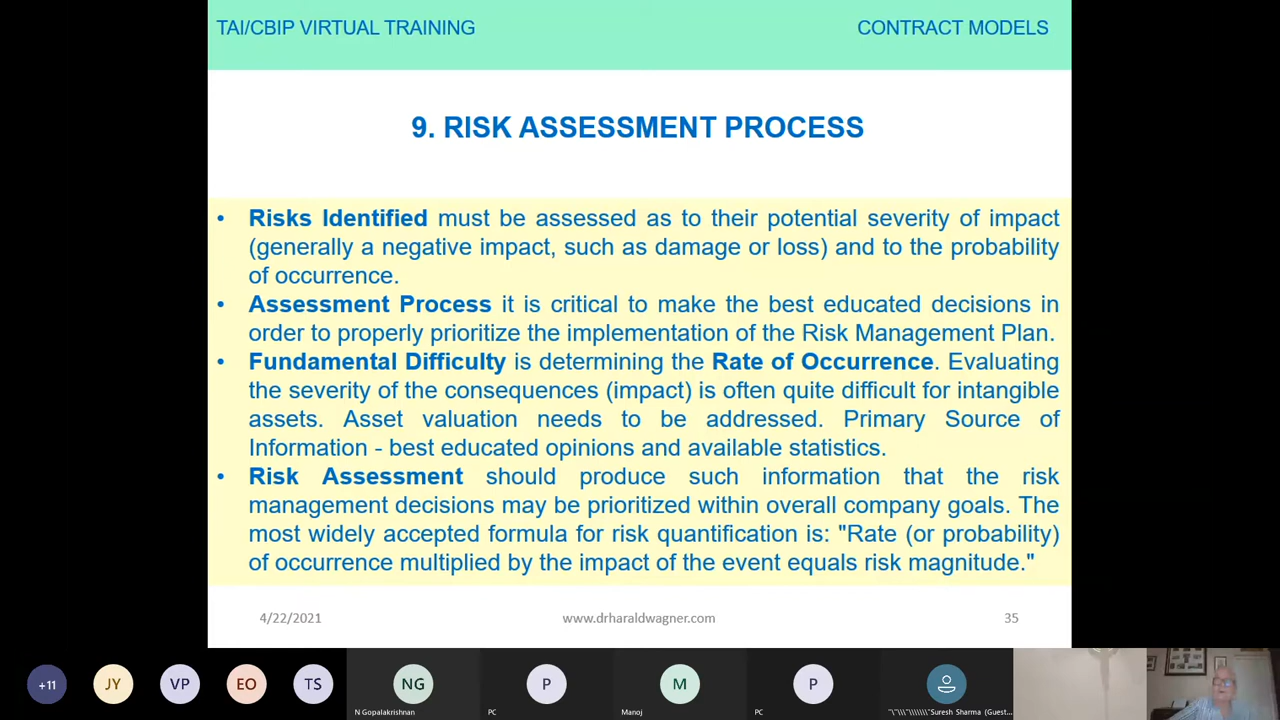 TAI/CBIP VIRTUAL TRAINING CONTRACT MODELS
9. RISK ASSESSMENT PROCESS
• Risks Identified must be assessed as to their potential severity of impact
(generally a negative impact, such as damage or loss) and to the probability
of occurrence.
• Assessment Process it is critical to make the best educated decisions in
order to properly prioritize the implementation of the Risk Management Plan.
• Fundamental Difficulty is determining the Rate of Occurrence. Evaluating
the severity of the consequences (impact) is often quite difficult for intangible
assets. Asset valuation needs to be addressed. Primary Source of
Information - best educated opinions and available statistics.
• Risk Assessment should produce such information that the risk
management decisions may be prioritized within overall company goals. The
most widely accepted formula for risk quantification is: "Rate (or probability)
of occurrence multiplied by the impact of the event equals risk magnitude."
4/22/2021 www.drharaldwagner.com 35
+11 JY VP EO TS NG P M P
N Gopalakrishnan PC Manoj PC "\"\\\"\\\\\\\"Suresh Sharma (Guest...